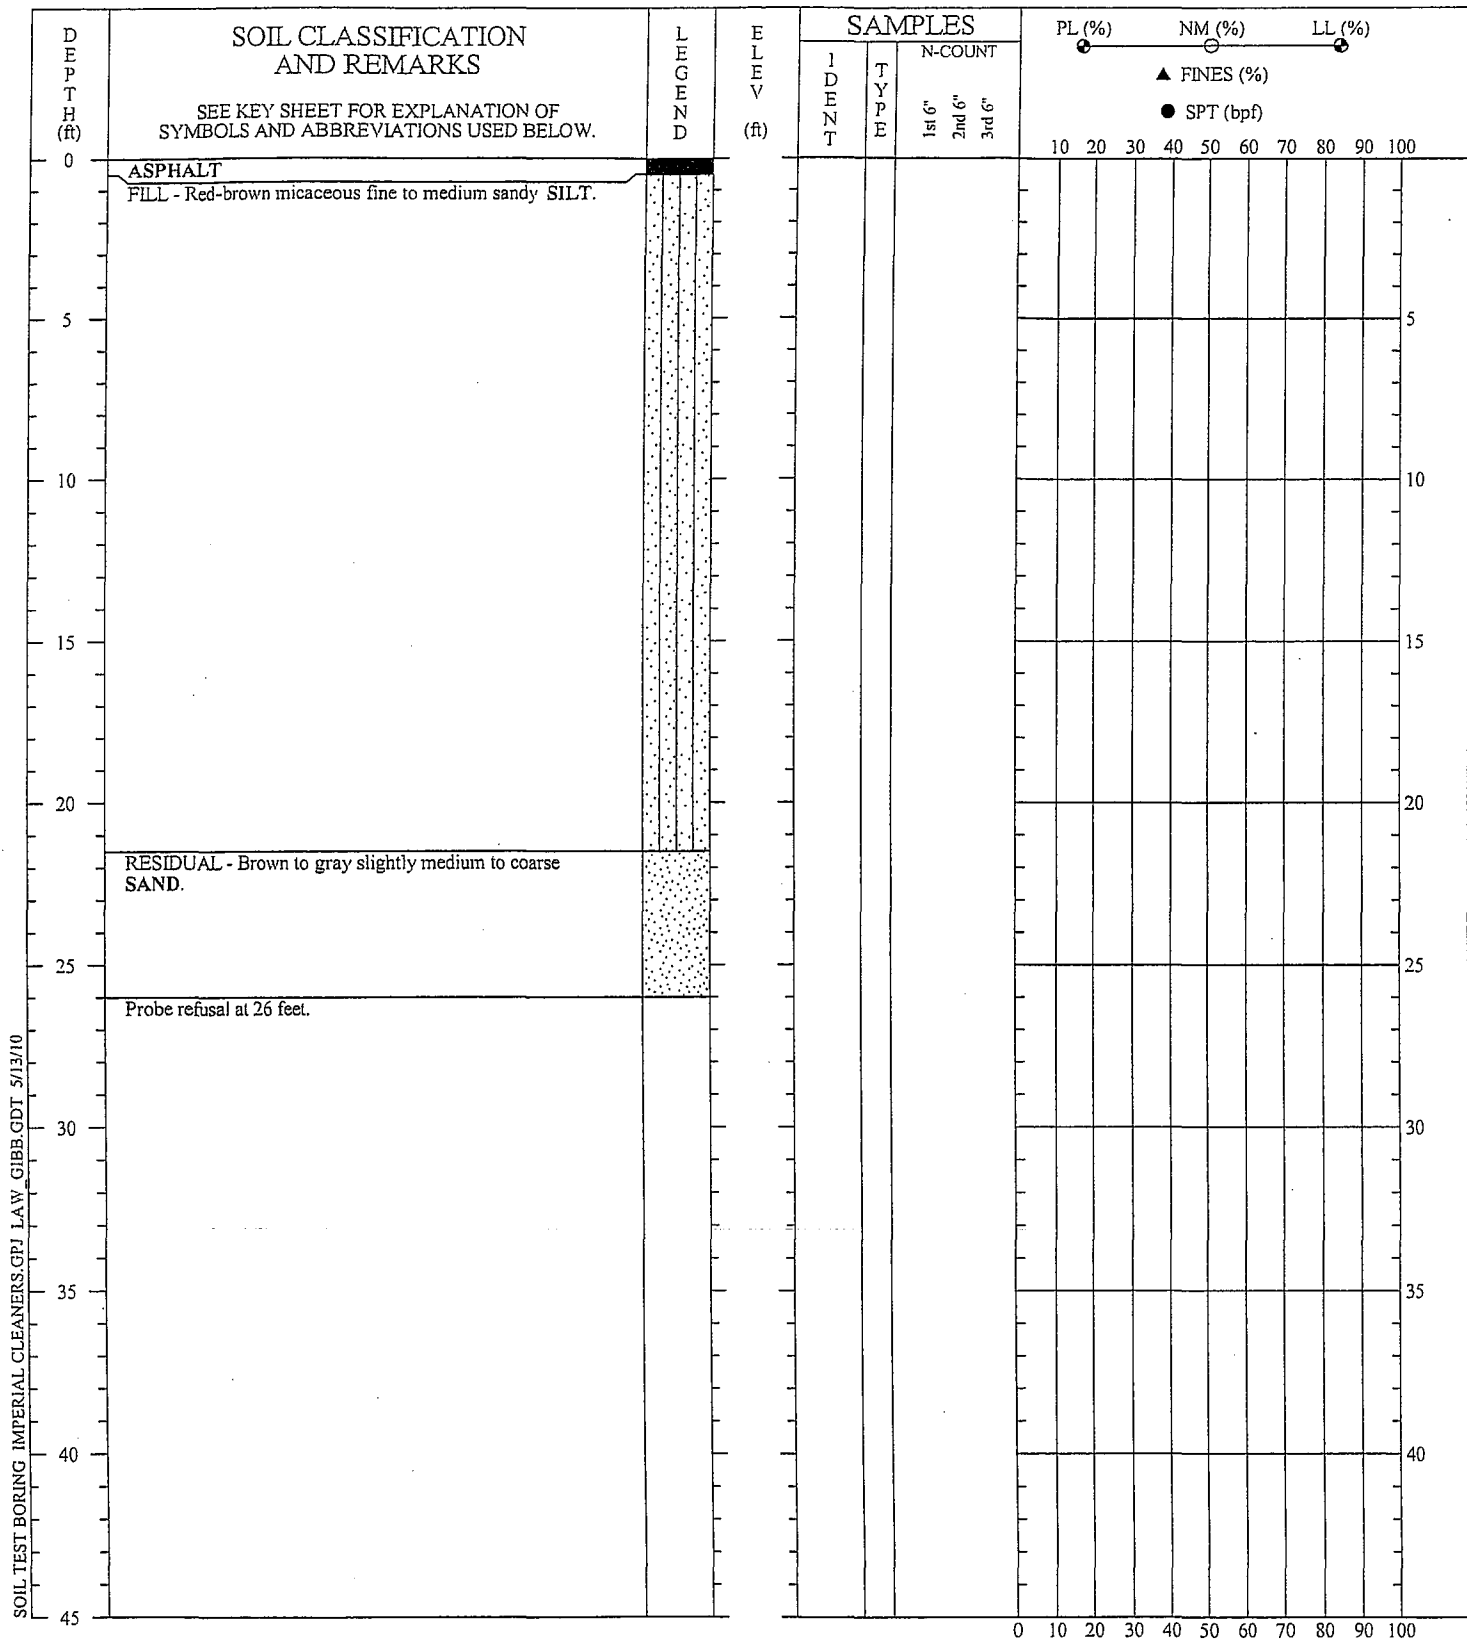 DEPTH (ft)
SOIL CLASSIFICATION
AND REMARKS
SEE KEY SHEET FOR EXPLANATION OF
SYMBOLS AND ABBREVIATIONS USED BELOW.
LEGEND
ELEV (ft)
SAMPLES
IDENT
TYPE
N-COUNT
1st 6"
2nd 6"
3rd 6"
PL (%) NM (%) LL (%)
▲ FINES (%)
● SPT (bpf)
10 20 30 40 50 60 70 80 90 100
0
ASPHALT
FILL - Red-brown micaceous fine to medium sandy SILT.
5 5
10 10
15 15
20 20
RESIDUAL - Brown to gray slightly medium to coarse
SAND.
25 25
Probe refusal at 26 feet.
30 30
35 35
40 40
45
0 10 20 30 40 50 60 70 80 90 100
SOIL TEST BORING IMPERIAL CLEANERS.GPJ LAW_GIBB.GDT 5/13/10